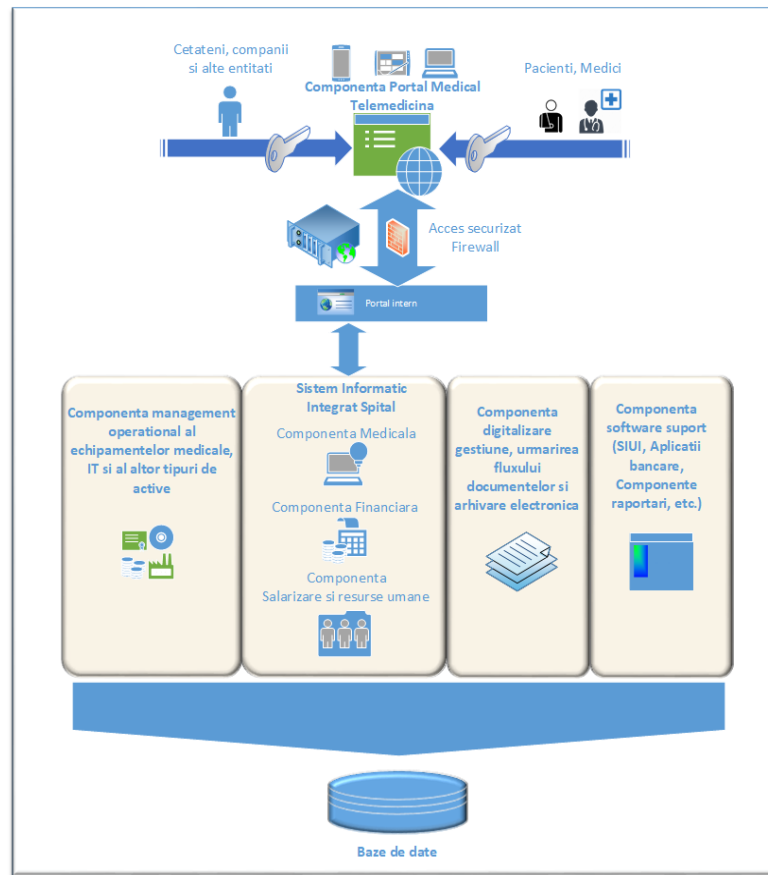 Cetateni, companii
si alte entitati
Componenta Portal Medical
Telemedicina
Pacienti, Medici
Acces securizat
Firewall
Portal intern
Componenta management
operational al
echipamentelor medicale,
IT si al altor tipuri de
active
Sistem Informatic
Integrat Spital
Componenta Medicala
Componenta Financiara
Componenta
Salarizare si resurse umane
Componenta
digitalizare
gestiune, urmarirea
fluxului
documentelor si
arhivare electronica
Componenta
software suport
(SIUI, Aplicatii
bancare,
Componente
raportari, etc.)
Baze de date